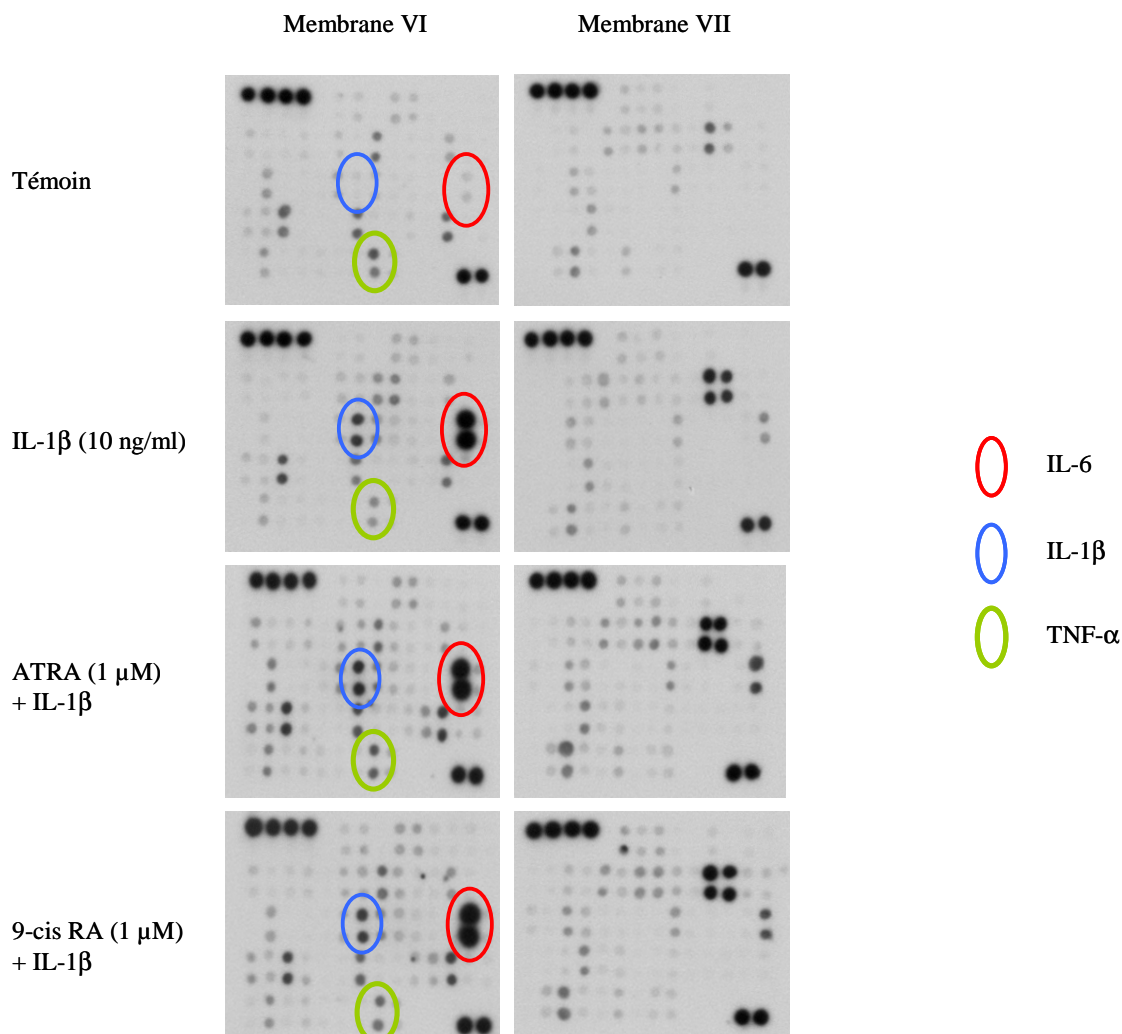 Membrane VI
Membrane VII
Témoin
IL-1β (10 ng/ml)
ATRA (1 µM)
+ IL-1β
9-cis RA (1 µM)
+ IL-1β
IL-6
IL-1β
TNF-α